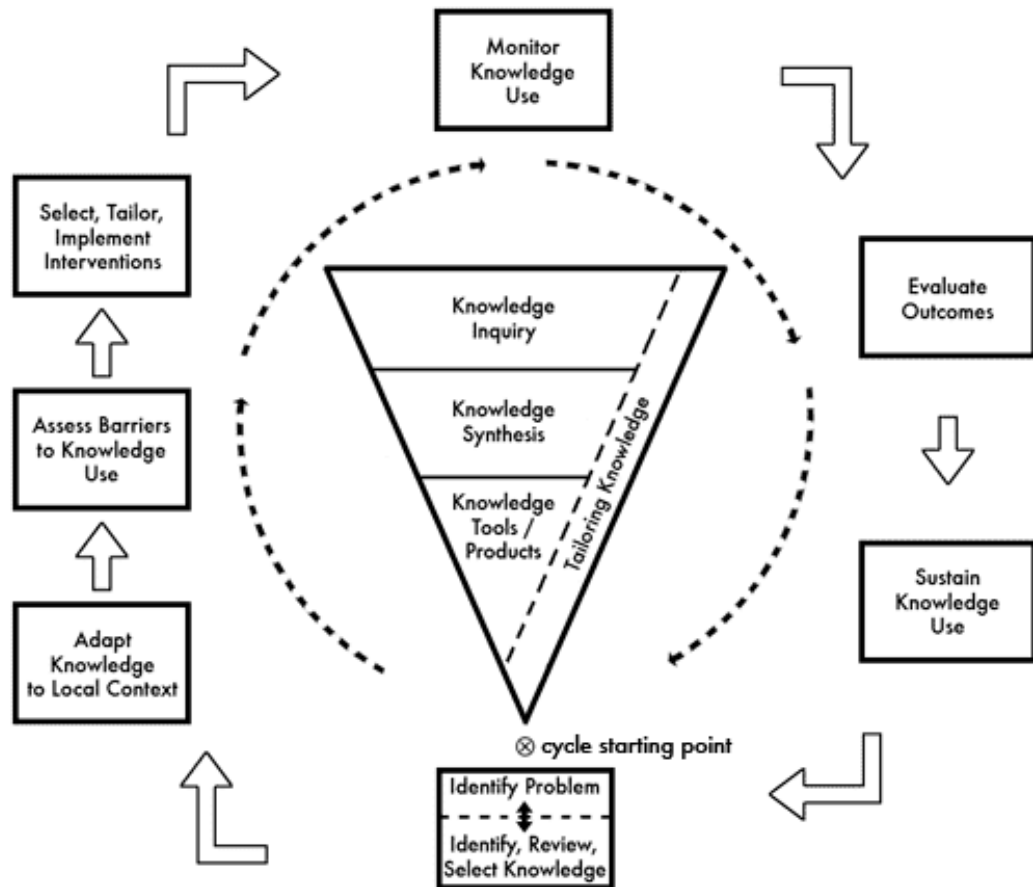 Monitor
Knowledge
Use
Select, Tailor,
Implement
Interventions
Evaluate
Outcomes
Knowledge
Inquiry
Knowledge
Synthesis
Knowledge
Tools /
Products
Tailoring Knowledge
Assess Barriers
to Knowledge
Use
Sustain
Knowledge
Use
Adapt
Knowledge
to Local Context
⊗ cycle starting point
Identify Problem
Identify, Review,
Select Knowledge